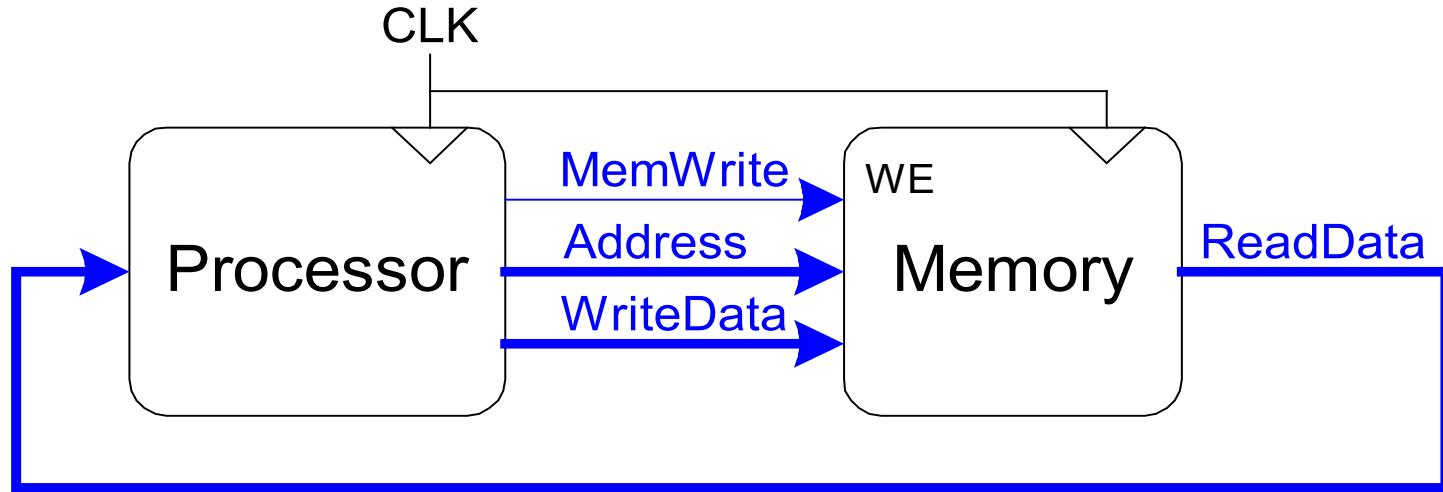 CLK
MemWrite
WE
Address
ReadData
Processor
Memory
WriteData